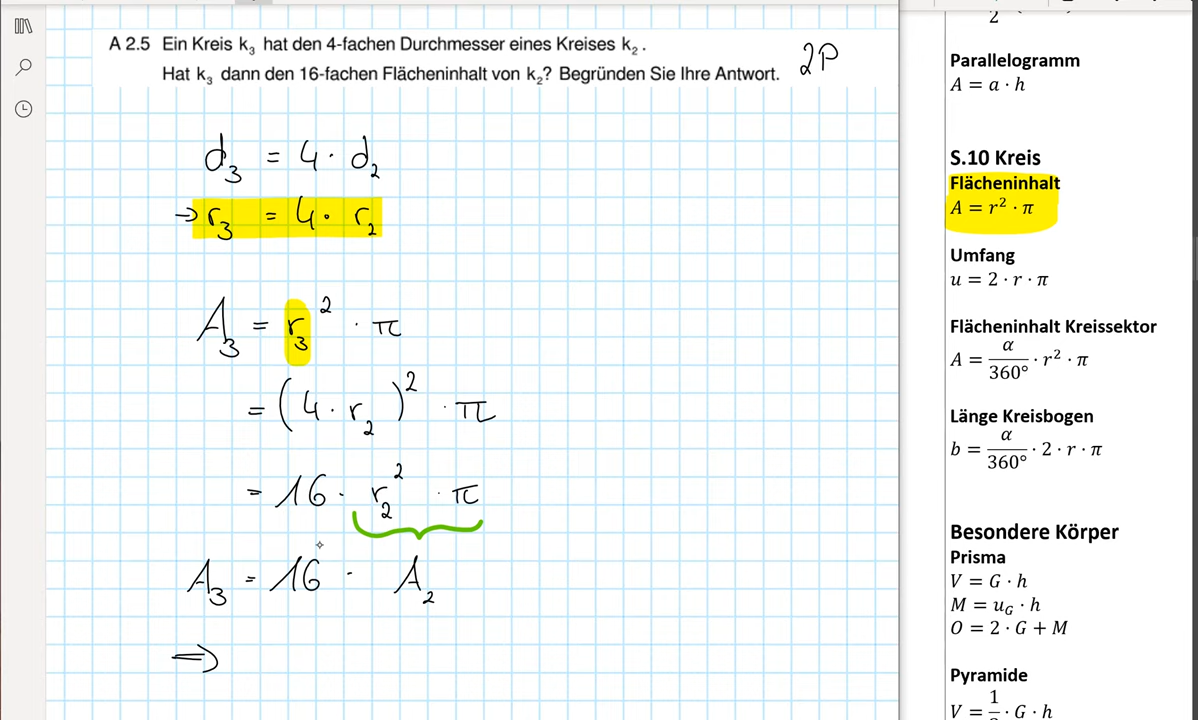 A 2.5 Ein Kreis k₃ hat den 4-fachen Durchmesser eines Kreises k₂.
Hat k₃ dann den 16-fachen Flächeninhalt von k₂? Begründen Sie Ihre Antwort.
2P
d₃ = 4 · d₂
→ r₃ = 4 · r₂
A₃ = r₃² · π
= (4 · r₂)² · π
= 16 · r₂² · π
A₃ = 16 · A₂
⇒
2
Parallelogramm
A = a · h
S.10 Kreis
Flächeninhalt
A = r² · π
Umfang
u = 2 · r · π
Flächeninhalt Kreissektor
A = α/360° · r² · π
Länge Kreisbogen
b = α/360° · 2 · r · π
Besondere Körper
Prisma
V = G · h
M = u_G · h
O = 2 · G + M
Pyramide
V = 1/ · G · h